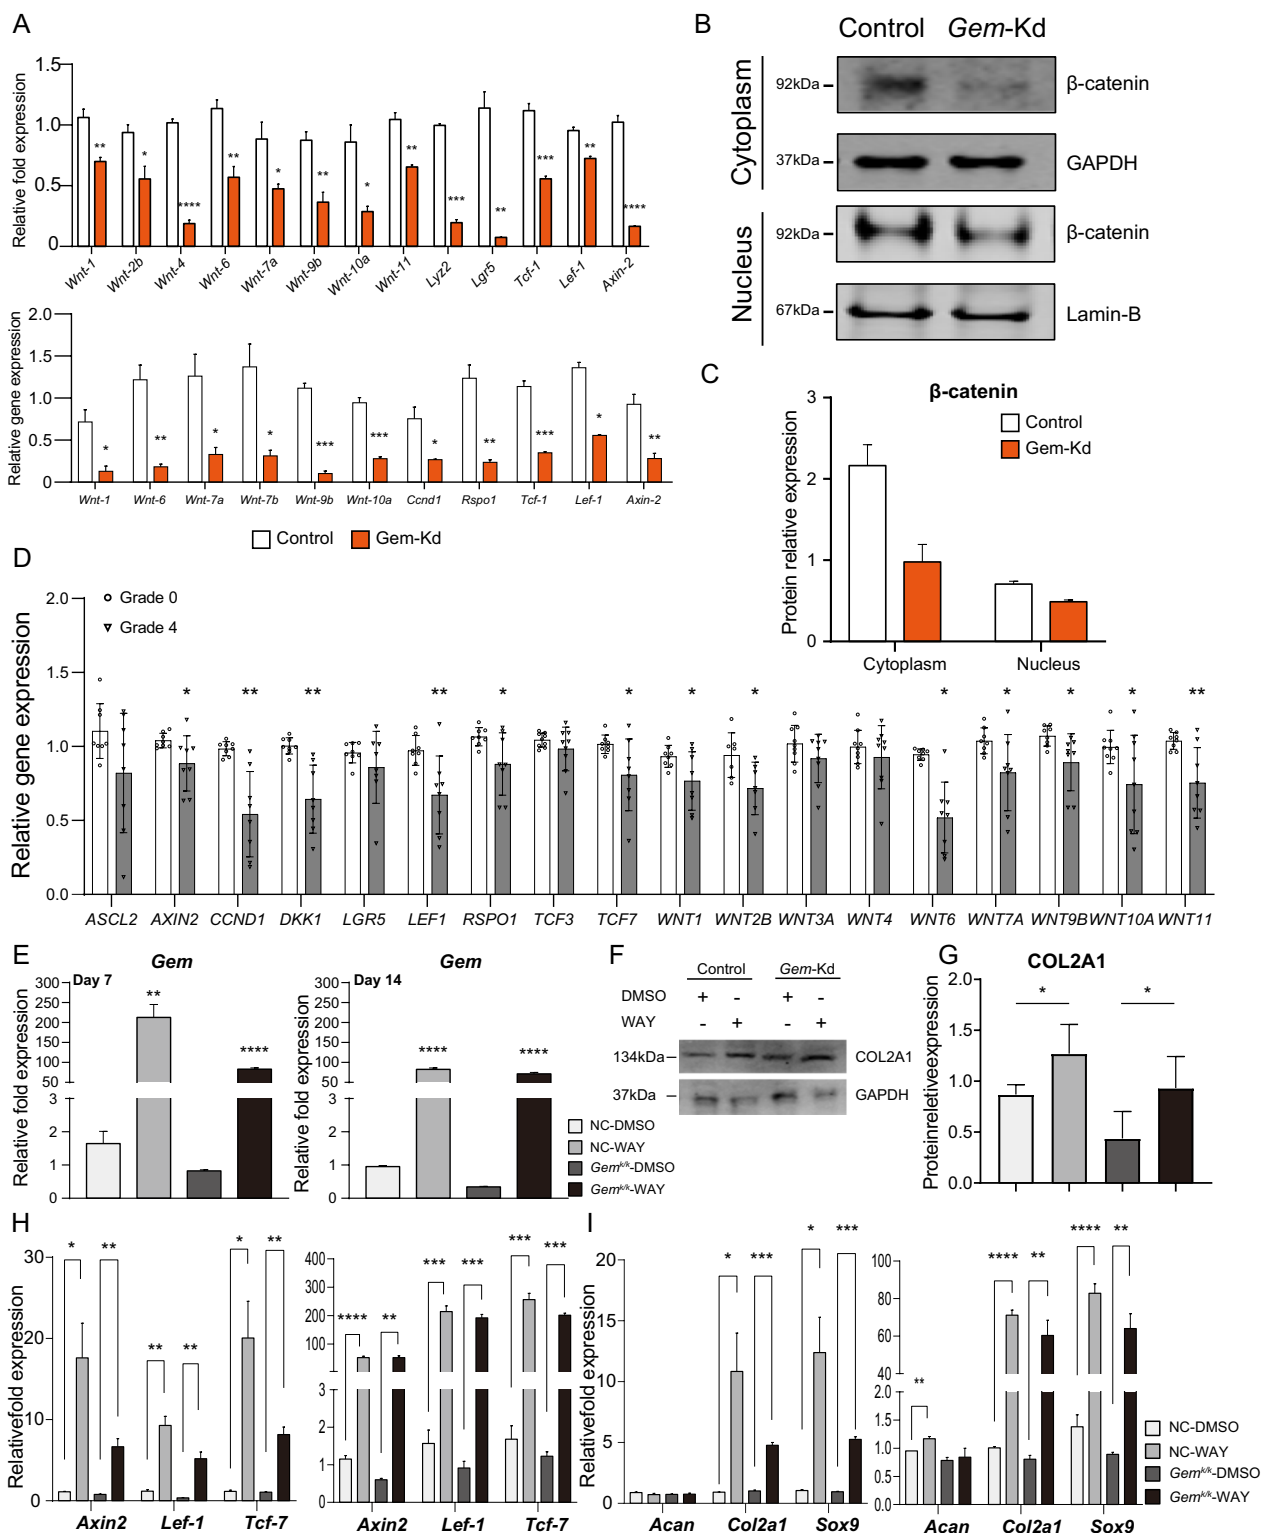 A
Relative fold expression
1.5
1.0
0.5
0
** * **** ** * ** * ** *** ** *** ** ****
Wnt-1 Wnt-2b Wnt-4 Wnt-6 Wnt-7a Wnt-9b Wnt-10a Wnt-11 Lyz2 Lgr5 Tcf-1 Lef-1 Axin-2
Relative gene expression
2.0
1.5
1.0
0.5
0
* ** * * *** *** * ** *** * **
Wnt-1 Wnt-6 Wnt-7a Wnt-7b Wnt-9b Wnt-10a Ccnd1 Rspo1 Tcf-1 Lef-1 Axin-2
Control Gem-Kd
B
Control Gem-Kd
Cytoplasm
92kDa β-catenin
37kDa GAPDH
Nucleus
92kDa β-catenin
67kDa Lamin-B
C
β-catenin
Protein relative expression
3
2
1
0
Control
Gem-Kd
Cytoplasm Nucleus
D
Relative gene expression
Grade 0
Grade 4
2.0
1.5
1.0
0.5
0.0
* ** ** ** * * * * * * * * **
ASCL2 AXIN2 CCND1 DKK1 LGR5 LEF1 RSPO1 TCF3 TCF7 WNT1 WNT2B WNT3A WNT4 WNT6 WNT7A WNT9B WNT10A WNT11
E
Gem
Day 7
Relative fold expression
300
250
200
150
100
50
3
2
1
0
** ****
Gem
Day 14
Relative fold expression
300
250
200
150
100
50
3
2
1
0
**** ****
NC-DMSO
NC-WAY
Gemk/k-DMSO
Gemk/k-WAY
F
Control Gem-Kd
DMSO + - + -
WAY - + - +
134kDa COL2A1
37kDa GAPDH
G
COL2A1
Proteinreletiveexpression
2.0
1.5
1.0
0.5
0.0
* *
H
Relativefold expression
30
20
10
0
* ** ** ** * **
Axin2 Lef-1 Tcf-7
400
300
200
100
3
2
1
0
**** ** *** *** *** ***
Axin2 Lef-1 Tcf-7
I
Relativefold expression
20
15
10
5
0
* *** * ***
Acan Col2a1 Sox9
100
80
60
40
2.0
1.5
1.0
0.5
0.0
** **** ** **** **
Acan Col2a1 Sox9
NC-DMSO
NC-WAY
Gemk/k-DMSO
Gemk/k-WAY